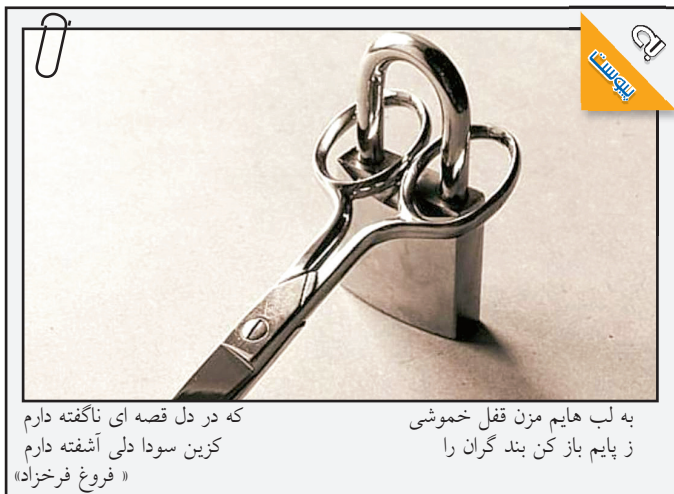 پیوست
به لب هایم مزن قفل خموشی که در دل قصه ای ناگفته دارم
ز پایم باز کن بند گران را کزین سودا دلی آشفته دارم
« فروغ فرخزاد»